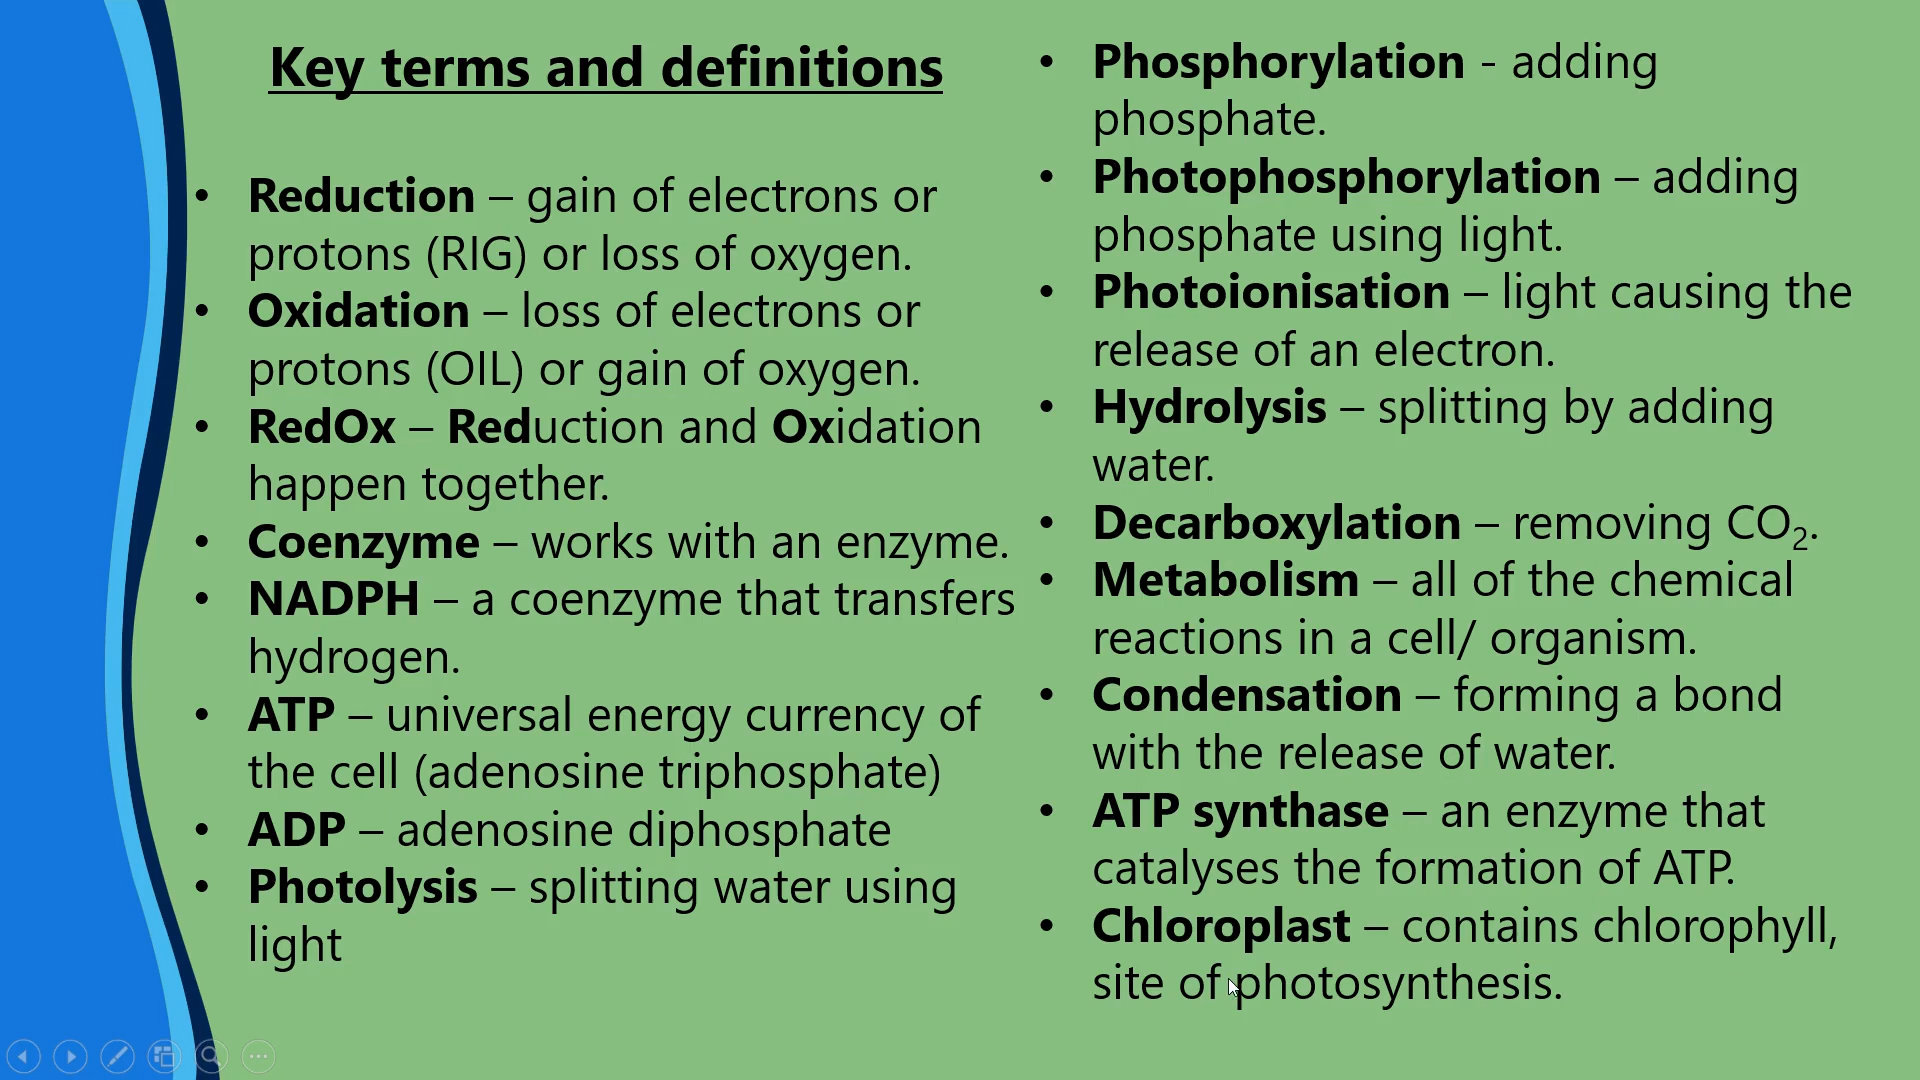 Key terms and definitions
• Reduction – gain of electrons or
protons (RIG) or loss of oxygen.
• Oxidation – loss of electrons or
protons (OIL) or gain of oxygen.
• RedOx – Reduction and Oxidation
happen together.
• Coenzyme – works with an enzyme.
• NADPH – a coenzyme that transfers
hydrogen.
• ATP – universal energy currency of
the cell (adenosine triphosphate)
• ADP – adenosine diphosphate
• Photolysis – splitting water using
light
• Phosphorylation - adding
phosphate.
• Photophosphorylation – adding
phosphate using light.
• Photoionisation – light causing the
release of an electron.
• Hydrolysis – splitting by adding
water.
• Decarboxylation – removing CO₂.
• Metabolism – all of the chemical
reactions in a cell/ organism.
• Condensation – forming a bond
with the release of water.
• ATP synthase – an enzyme that
catalyses the formation of ATP.
• Chloroplast – contains chlorophyll,
site of photosynthesis.